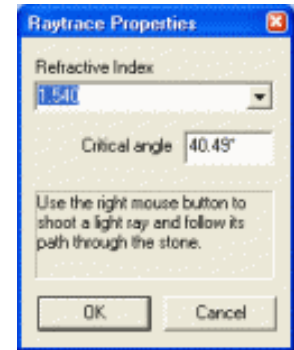 Raytrace Properties
Refractive Index
1.540
Critical angle 40.49°
Use the right mouse button to
shoot a light ray and follow its
path through the stone.
OK Cancel